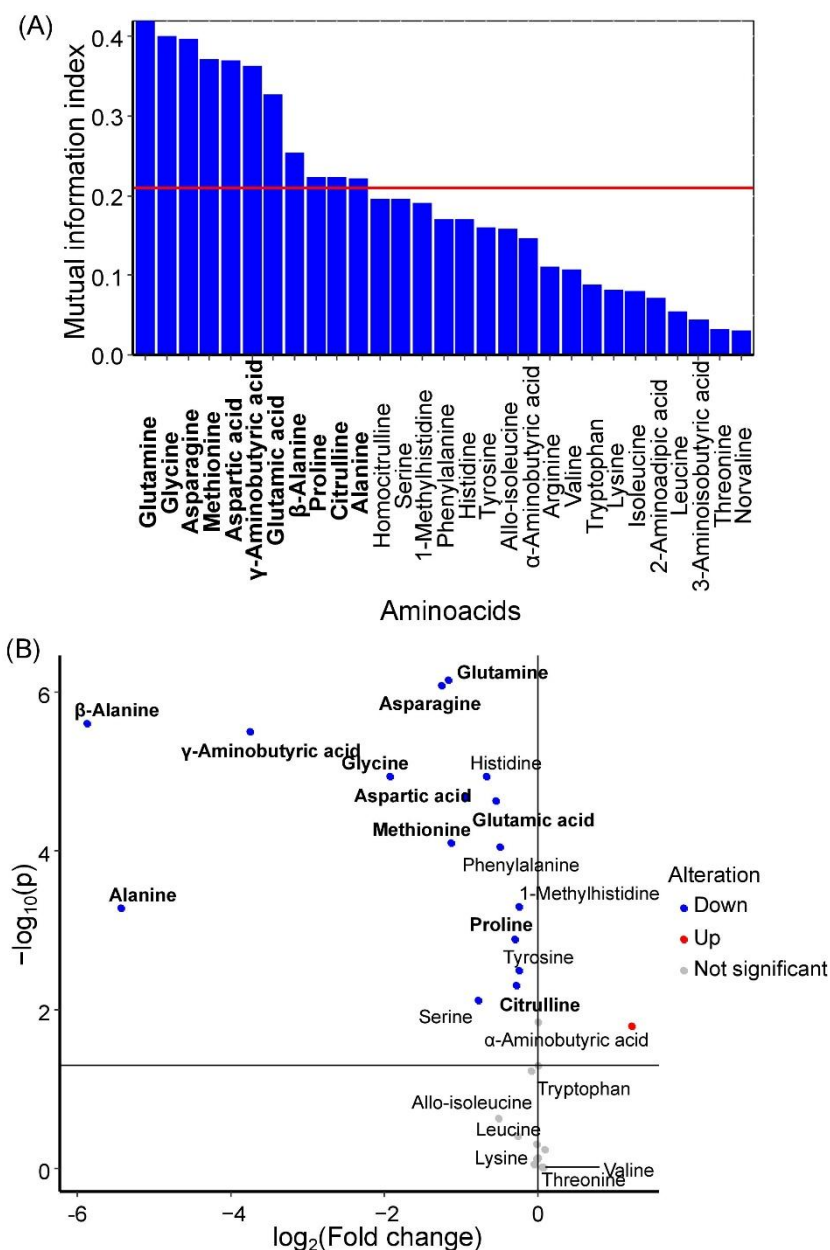 (A)
Mutual information index
0.4
0.3
0.2
0.1
0.0
Glutamine
Glycine
Asparagine
Methionine
Aspartic acid
γ-Aminobutyric acid
Glutamic acid
β-Alanine
Proline
Citrulline
Alanine
Homocitrulline
Serine
1-Methylhistidine
Phenylalanine
Histidine
Tyrosine
Allo-isoleucine
α-Aminobutyric acid
Arginine
Valine
Tryptophan
Lysine
Isoleucine
2-Aminoadipic acid
Leucine
3-Aminoisobutyric acid
Threonine
Norvaline
Aminoacids
(B)
−log10(p)
6
4
2
0
Glutamine
Asparagine
β-Alanine
γ-Aminobutyric acid
Glycine
Histidine
Aspartic acid
Glutamic acid
Methionine
Phenylalanine
Alanine
1-Methylhistidine
Proline
Tyrosine
Citrulline
Serine
α-Aminobutyric acid
Tryptophan
Allo-isoleucine
Leucine
Lysine
Valine
Threonine
Alteration
Down
Up
Not significant
-6
−4
−2
0
log2(Fold change)